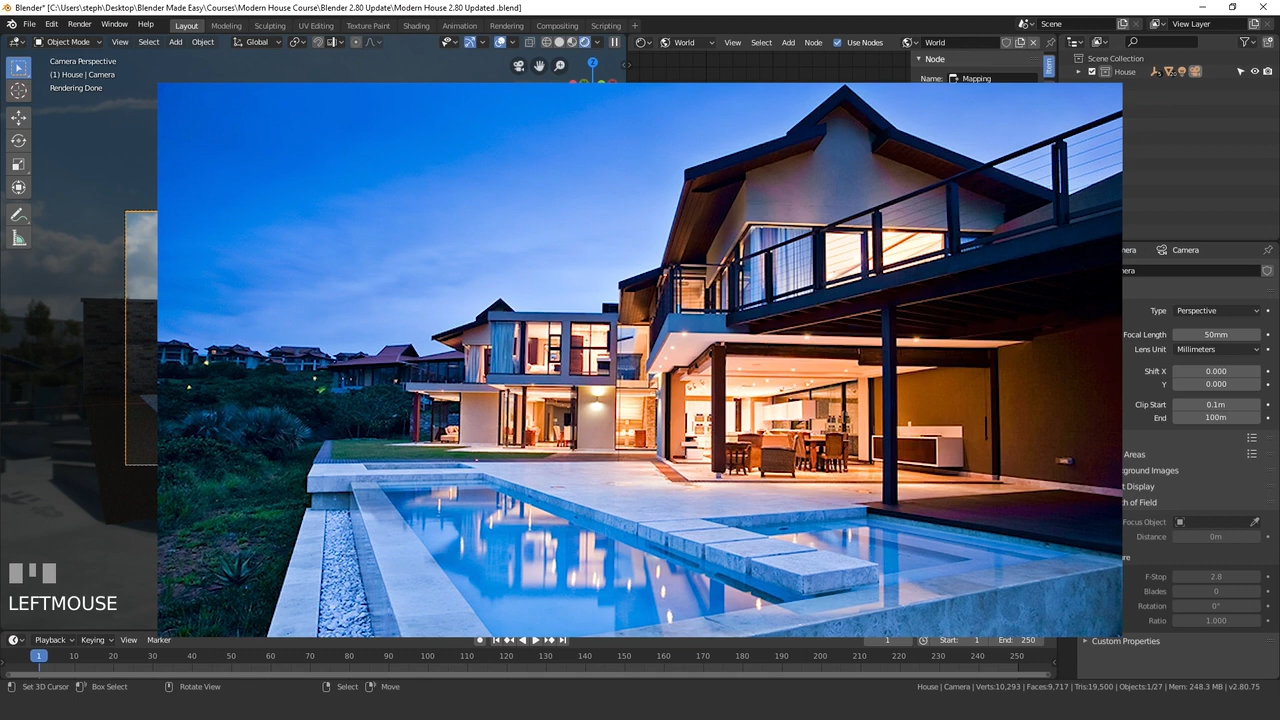 Blender* [C:\Users\steph\Desktop\Blender Made Easy\Courses\Modern House Course\Blender 2.80 Update\Modern House 2.80 Updated .blend]
File Edit Render Window Help Layout Modeling Sculpting UV Editing Texture Paint Shading Animation Rendering Compositing Scripting + Scene View Layer
Object Mode View Select Add Object Global World View Select Add Node Use Nodes World
Camera Perspective
(1) House | Camera
Rendering Done
Node
Name: Mapping
Item
Scene Collection
House
Z
mera Camera
mera
Type Perspective
Focal Length 50mm
Lens Unit Millimeters
Shift X 0.000
Y 0.000
Clip Start 0.1m
End 100m
Areas
ground Images
t Display
th of Field
Focus Object
Distance 0m
ure
F-Stop 2.8
Blades 0
Rotation 0°
Ratio 1.000
Custom Properties
LEFTMOUSE
Playback Keying View Marker 1 Start: 1 End: 250
1 10 20 30 40 50 60 70 80 90 100 110 120 130 140 150 160 170 180 190 200 210 220 230 240 250
Set 3D Cursor Box Select Rotate View Select Move House | Camera | Verts:10,293 | Faces:9,717 | Tris:19,500 | Objects:1/27 | Mem: 248.3 MB | v2.80.75